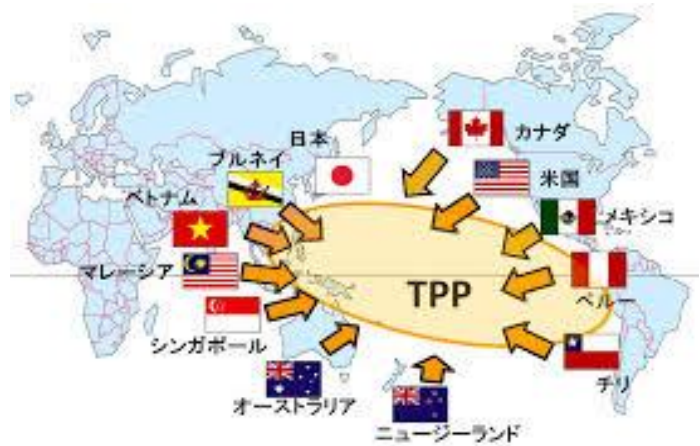 カナダ
日本
ブルネイ
米国
ベトナム
メキシコ
マレーシア
TPP
ペルー
シンガポール
チリ
オーストラリア
ニュージーランド